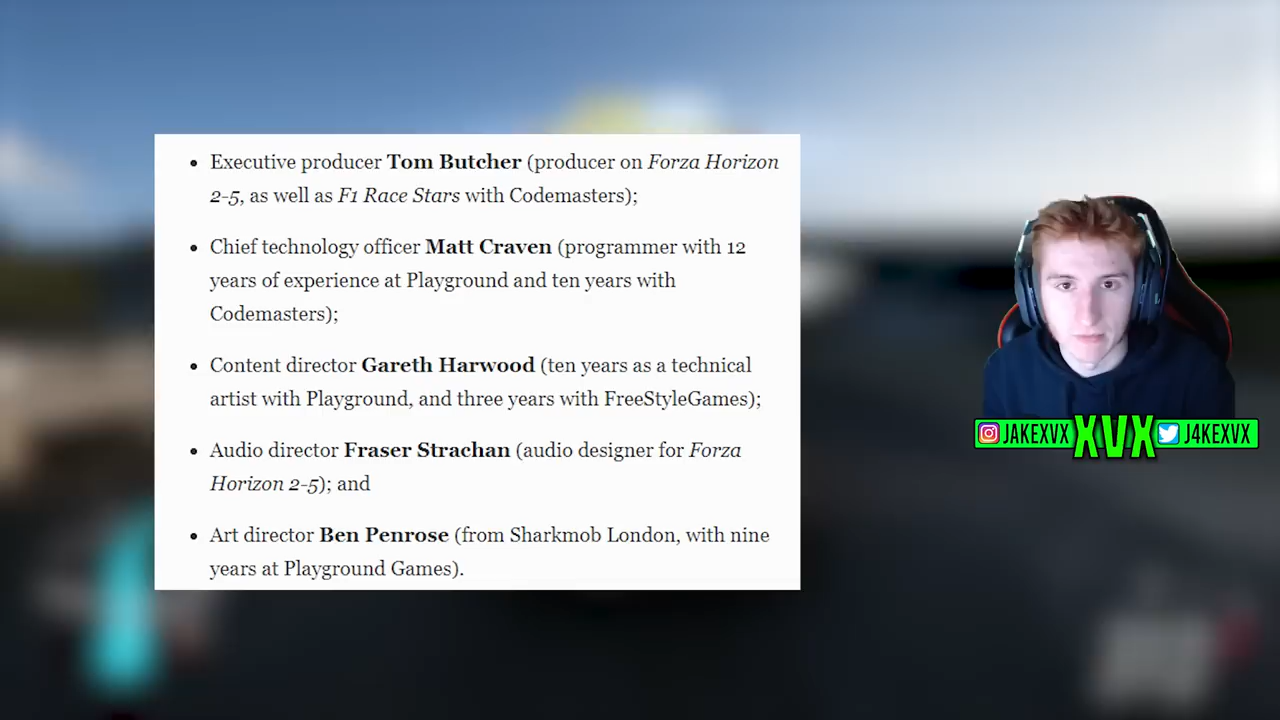 Executive producer Tom Butcher (producer on Forza Horizon
2-5, as well as F1 Race Stars with Codemasters);
Chief technology officer Matt Craven (programmer with 12
years of experience at Playground and ten years with
Codemasters);
Content director Gareth Harwood (ten years as a technical
artist with Playground, and three years with FreeStyleGames);
Audio director Fraser Strachan (audio designer for Forza
Horizon 2-5); and
Art director Ben Penrose (from Sharkmob London, with nine
years at Playground Games).
JAKEXVX XVX J4KEXVX